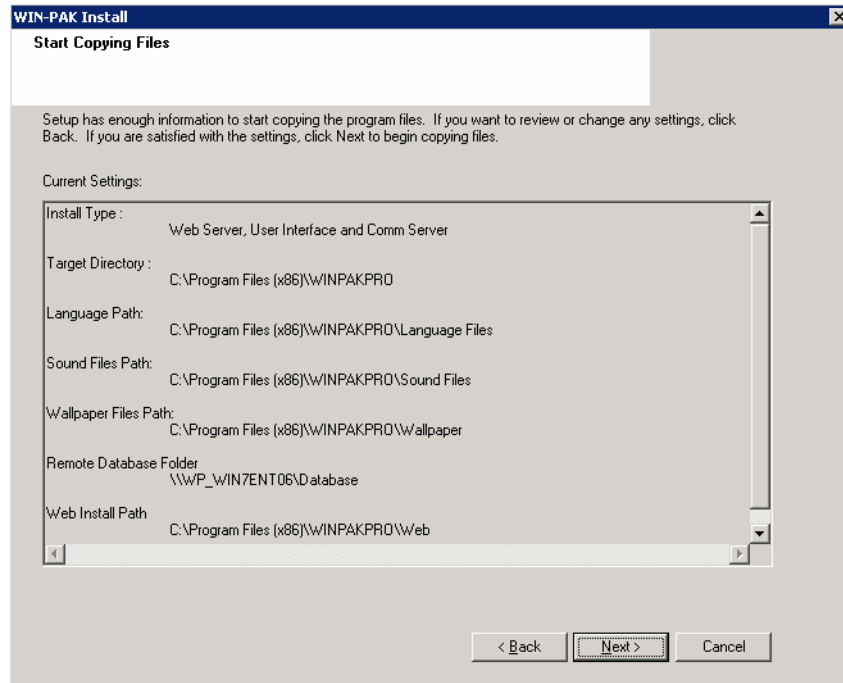 WIN-PAK Install
Start Copying Files
Setup has enough information to start copying the program files. If you want to review or change any settings, click
Back. If you are satisfied with the settings, click Next to begin copying files.
Current Settings:
Install Type :
Web Server, User Interface and Comm Server
Target Directory :
C:\Program Files (x86)\WINPAKPRO
Language Path:
C:\Program Files (x86)\WINPAKPRO\Language Files
Sound Files Path:
C:\Program Files (x86)\WINPAKPRO\Sound Files
Wallpaper Files Path:
C:\Program Files (x86)\WINPAKPRO\Wallpaper
Remote Database Folder
\\WP_WIN7ENT06\Database
Web Install Path
C:\Program Files (x86)\WINPAKPRO\Web
< Back
Next >
Cancel